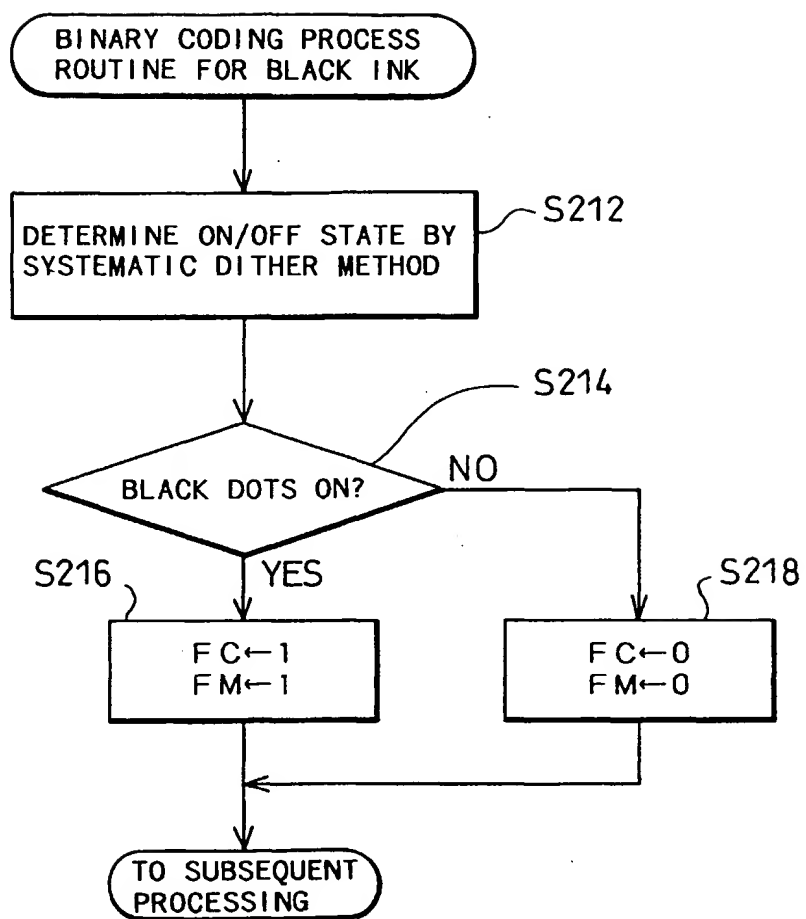 BINARY CODING PROCESS
ROUTINE FOR BLACK INK
S212
DETERMINE ON/OFF STATE BY
SYSTEMATIC DITHER METHOD
S214
BLACK DOTS ON?
NO
YES
S216
FC←1
FM←1
S218
FC←0
FM←0
TO SUBSEQUENT
PROCESSING